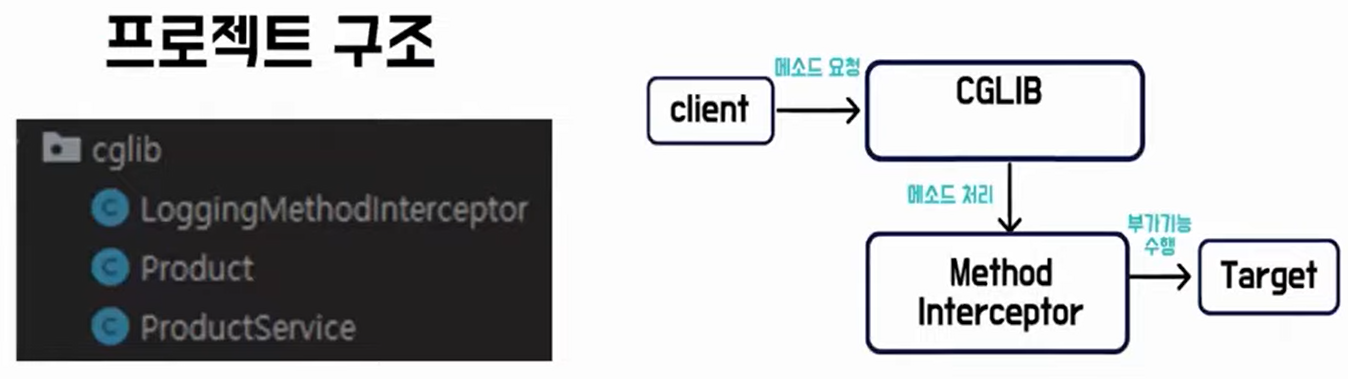 프로젝트 구조
cglib
LoggingMethodInterceptor
Product
ProductService
client
메소드 요청
CGLIB
메소드 처리
Method
Interceptor
부가기능
수행
Target